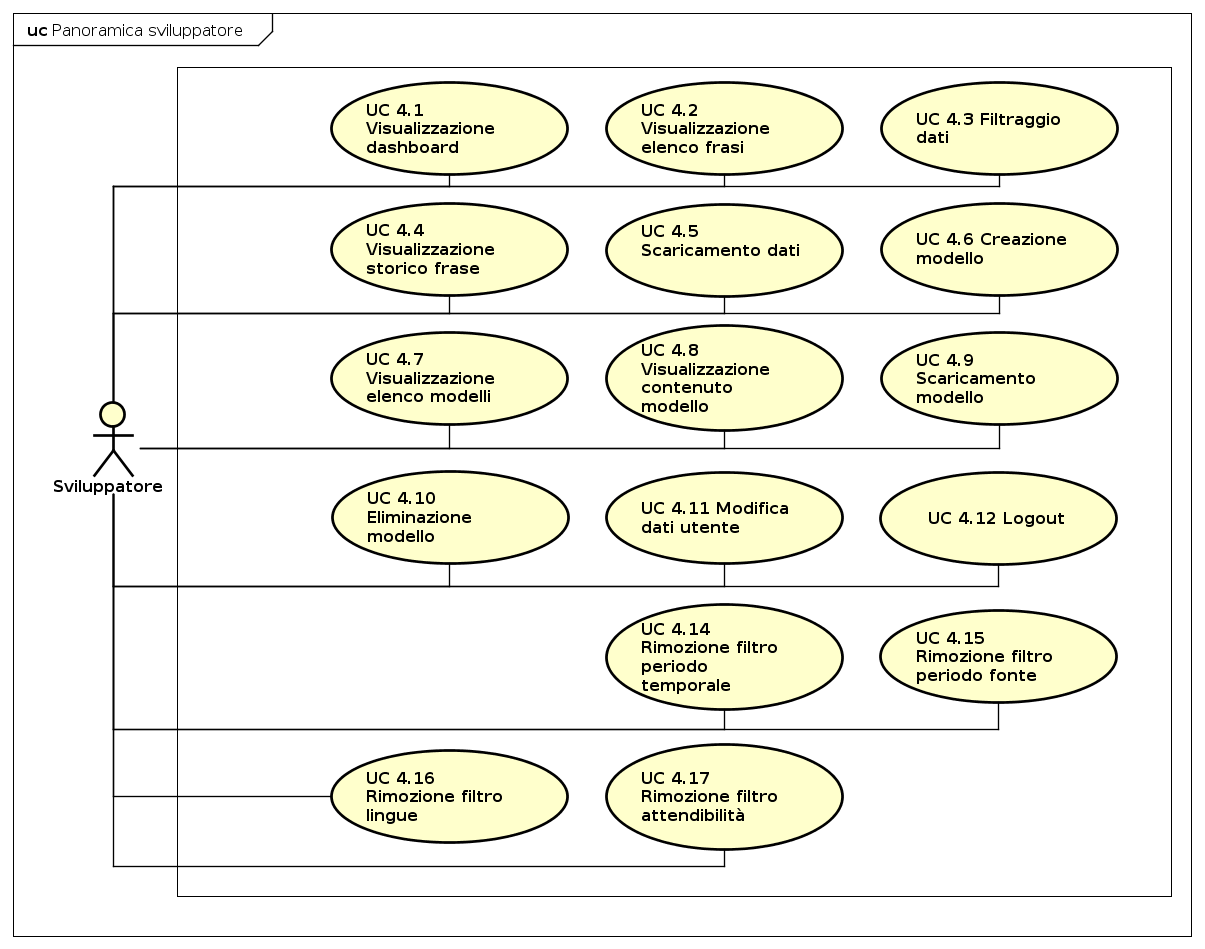 uc Panoramica sviluppatore
UC 4.1
Visualizzazione
dashboard
UC 4.2
Visualizzazione
elenco frasi
UC 4.3 Filtraggio
dati
UC 4.4
Visualizzazione
storico frase
UC 4.5
Scaricamento dati
UC 4.6 Creazione
modello
UC 4.7
Visualizzazione
elenco modelli
UC 4.8
Visualizzazione
contenuto
modello
UC 4.9
Scaricamento
modello
Sviluppatore
UC 4.10
Eliminazione
modello
UC 4.11 Modifica
dati utente
UC 4.12 Logout
UC 4.14
Rimozione filtro
periodo
temporale
UC 4.15
Rimozione filtro
periodo fonte
UC 4.16
Rimozione filtro
lingue
UC 4.17
Rimozione filtro
attendibilità